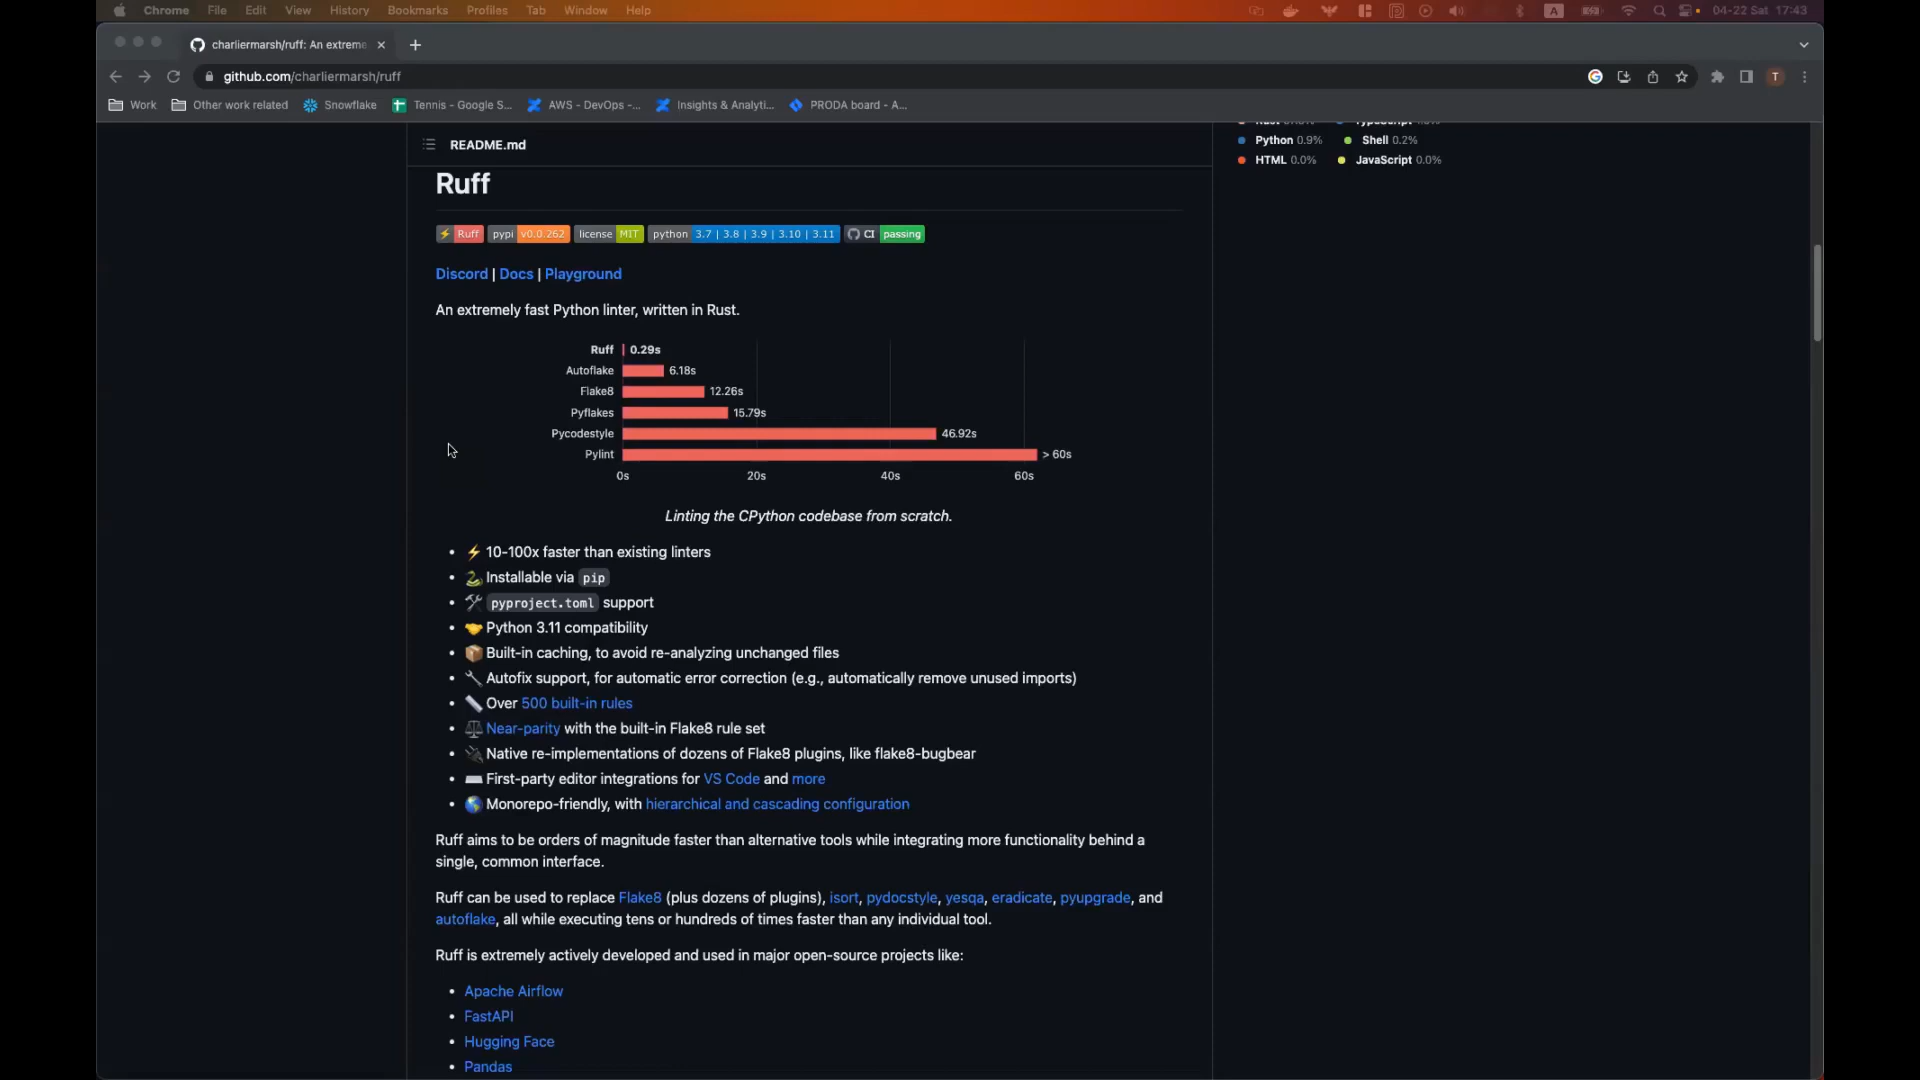 Chrome File Edit View History Bookmarks Profiles Tab Window Help
A
04-22 Sat 17:43
charliermarsh/ruff: An extreme
github.com/charliermarsh/ruff
T
Work
Other work related
Snowflake
Tennis - Google S...
AWS - DevOps -...
Insights & Analyti...
PRODA board - A...
README.md
Python 0.9%
Shell 0.2%
HTML 0.0%
JavaScript 0.0%
Ruff
Ruff
pypi v0.0.262
license MIT
python 3.7 | 3.8 | 3.9 | 3.10 | 3.11
CI passing
Discord | Docs | Playground
An extremely fast Python linter, written in Rust.
Ruff 0.29s
Autoflake 6.18s
Flake8 12.26s
Pyflakes 15.79s
Pycodestyle 46.92s
Pylint > 60s
0s 20s 40s 60s
Linting the CPython codebase from scratch.
• ⚡ 10-100x faster than existing linters
• 🐍 Installable via pip
• 🛠 pyproject.toml support
• 🤝 Python 3.11 compatibility
• 📦 Built-in caching, to avoid re-analyzing unchanged files
• 🔧 Autofix support, for automatic error correction (e.g., automatically remove unused imports)
• 📏 Over 500 built-in rules
• ⚖ Near-parity with the built-in Flake8 rule set
• 🔌 Native re-implementations of dozens of Flake8 plugins, like flake8-bugbear
• ⌨ First-party editor integrations for VS Code and more
• 🌎 Monorepo-friendly, with hierarchical and cascading configuration
Ruff aims to be orders of magnitude faster than alternative tools while integrating more functionality behind a
single, common interface.
Ruff can be used to replace Flake8 (plus dozens of plugins), isort, pydocstyle, yesqa, eradicate, pyupgrade, and
autoflake, all while executing tens or hundreds of times faster than any individual tool.
Ruff is extremely actively developed and used in major open-source projects like:
• Apache Airflow
• FastAPI
• Hugging Face
• Pandas